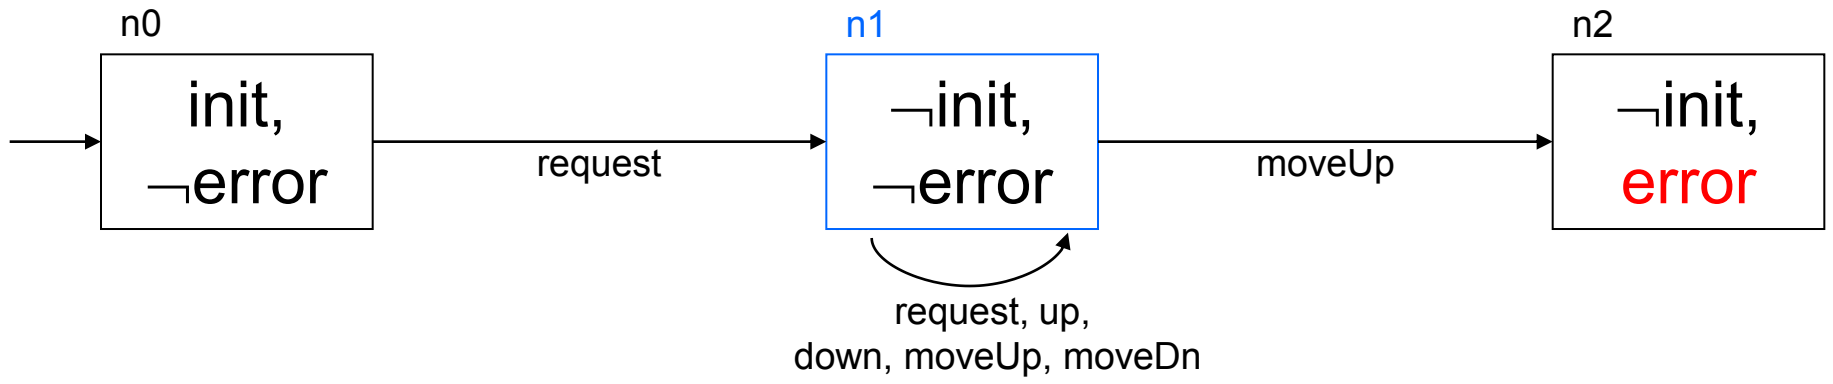 n0
init,
¬error
request
n1
¬init,
¬error
request, up,
down, moveUp, moveDn
moveUp
n2
¬init,
error